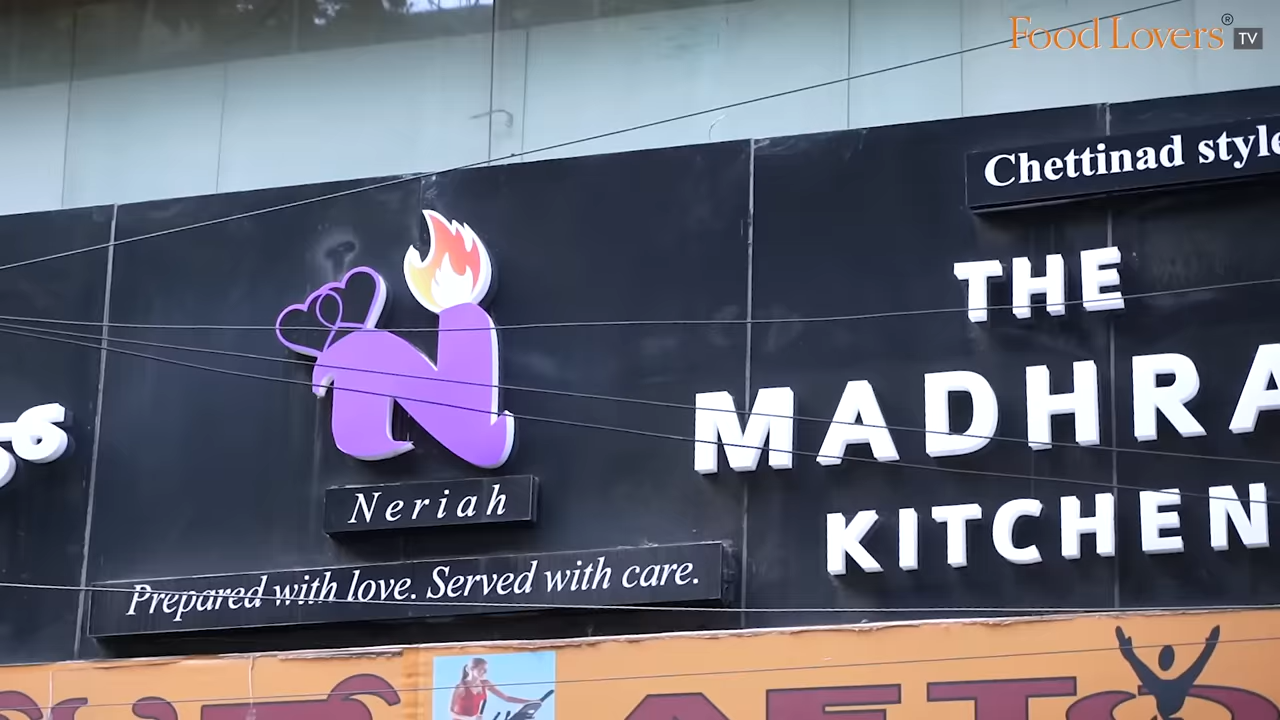 Food Lovers® TV
Chettinad style
THE
MADHRA
KITCHEN
Neriah
Prepared with love. Served with care.